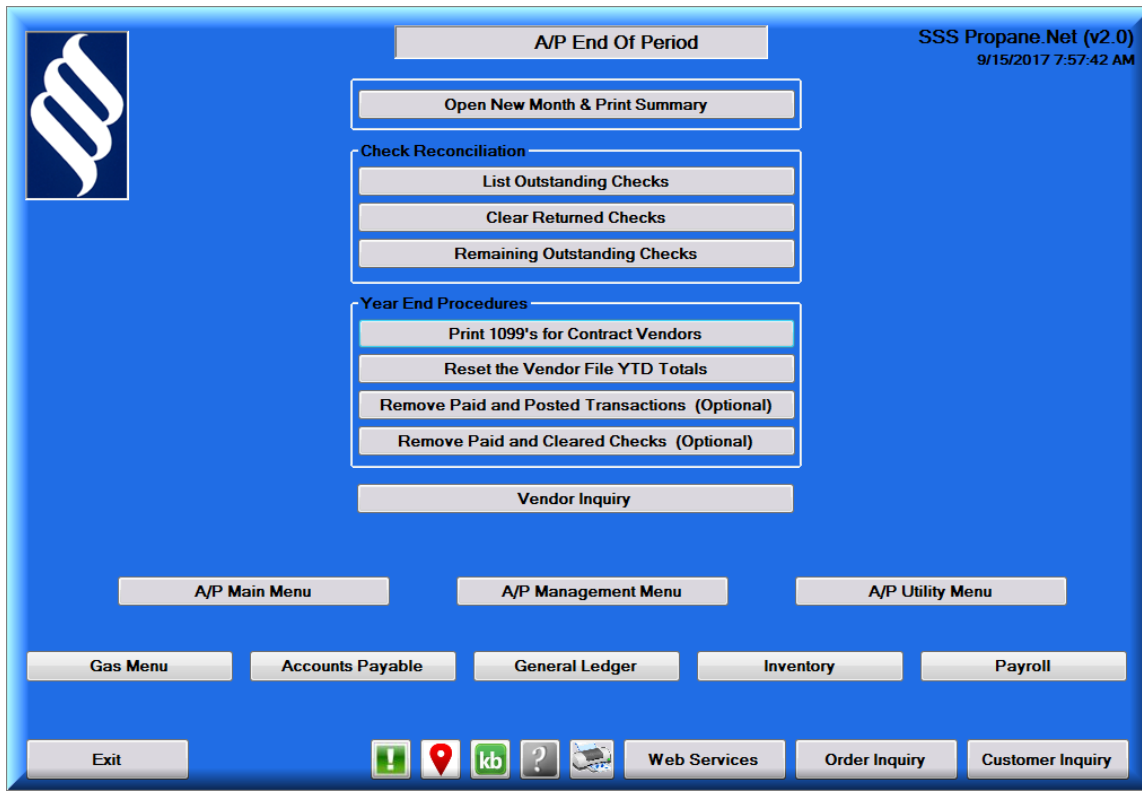 A/P End Of Period
SSS Propane.Net (v2.0)
9/15/2017 7:57:42 AM
Open New Month & Print Summary
Check Reconciliation
List Outstanding Checks
Clear Returned Checks
Remaining Outstanding Checks
Year End Procedures
Print 1099's for Contract Vendors
Reset the Vendor File YTD Totals
Remove Paid and Posted Transactions (Optional)
Remove Paid and Cleared Checks (Optional)
Vendor Inquiry
A/P Main Menu
A/P Management Menu
A/P Utility Menu
Gas Menu
Accounts Payable
General Ledger
Inventory
Payroll
Exit
!
kb
?
Web Services
Order Inquiry
Customer Inquiry